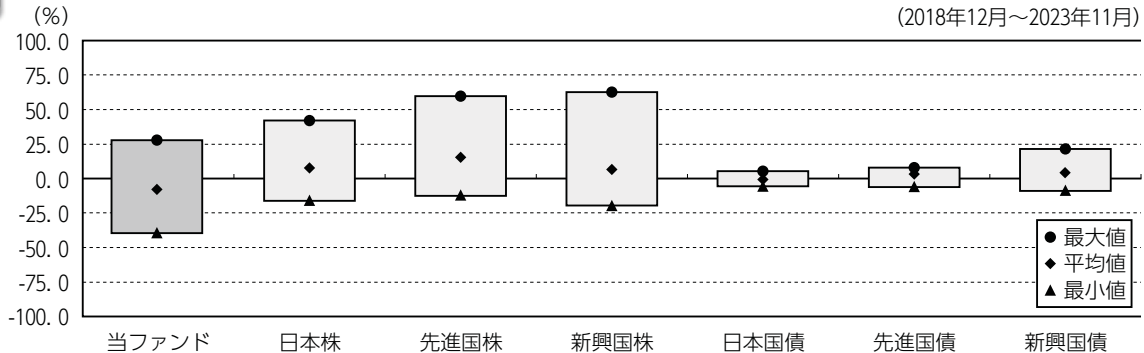 (%)
(2018年12月～2023年11月)
100.0
75.0
50.0
25.0
0.0
-25.0
-50.0
-75.0
-100.0
● 最大値
◆ 平均値
▲ 最小値
当ファンド 日本株 先進国株 新興国株 日本国債 先進国債 新興国債